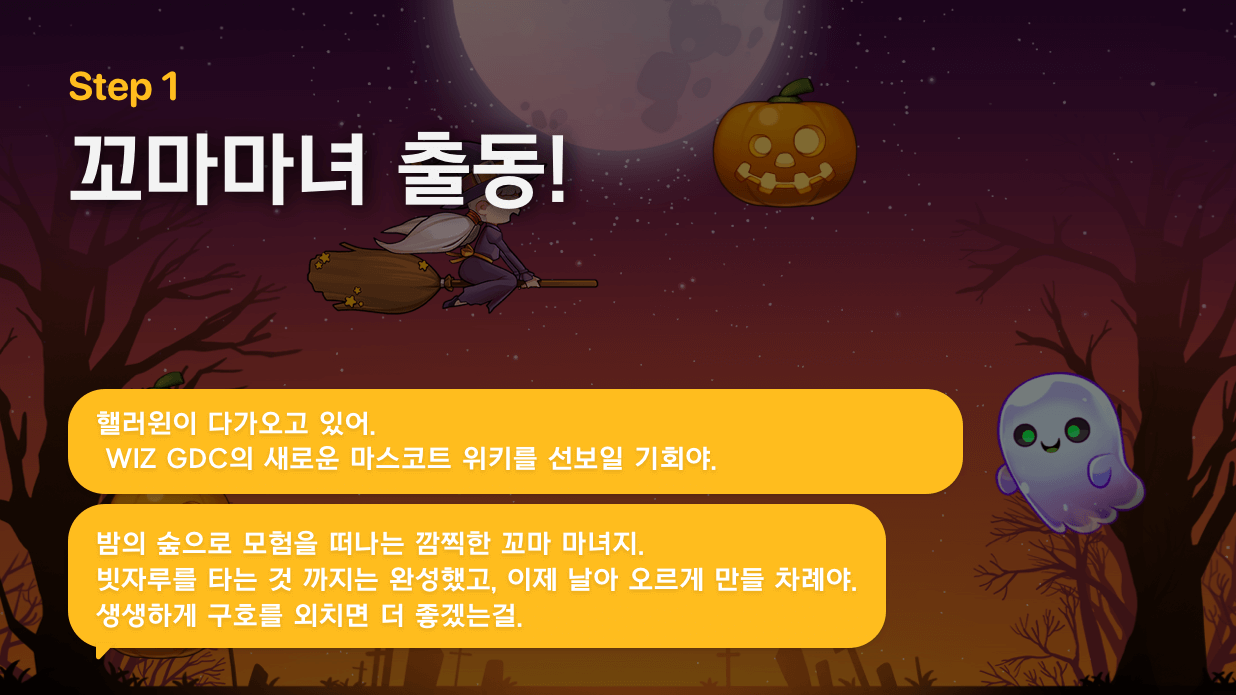 Step 1
꼬마마녀 출동!
핼러윈이 다가오고 있어.
WIZ GDC의 새로운 마스코트 위키를 선보일 기회야.
밤의 숲으로 모험을 떠나는 깜찍한 꼬마 마녀지.
빗자루를 타는 것 까지는 완성했고, 이제 날아 오르게 만들 차례야.
생생하게 구호를 외치면 더 좋겠는걸.